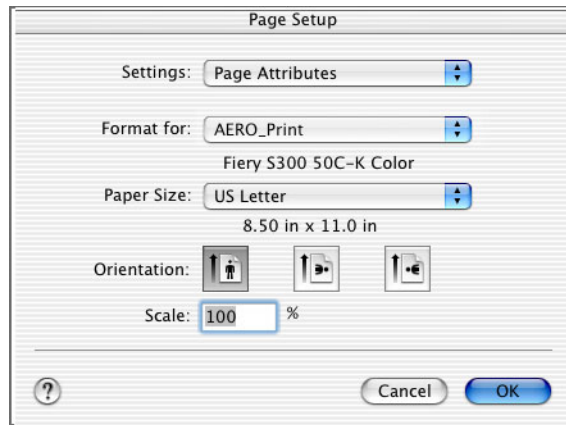 Page Setup
Settings: Page Attributes
Format for: AERO_Print
Fiery S300 50C-K Color
Paper Size: US Letter
8.50 in x 11.0 in
Orientation:
Scale: 100 %
? Cancel OK